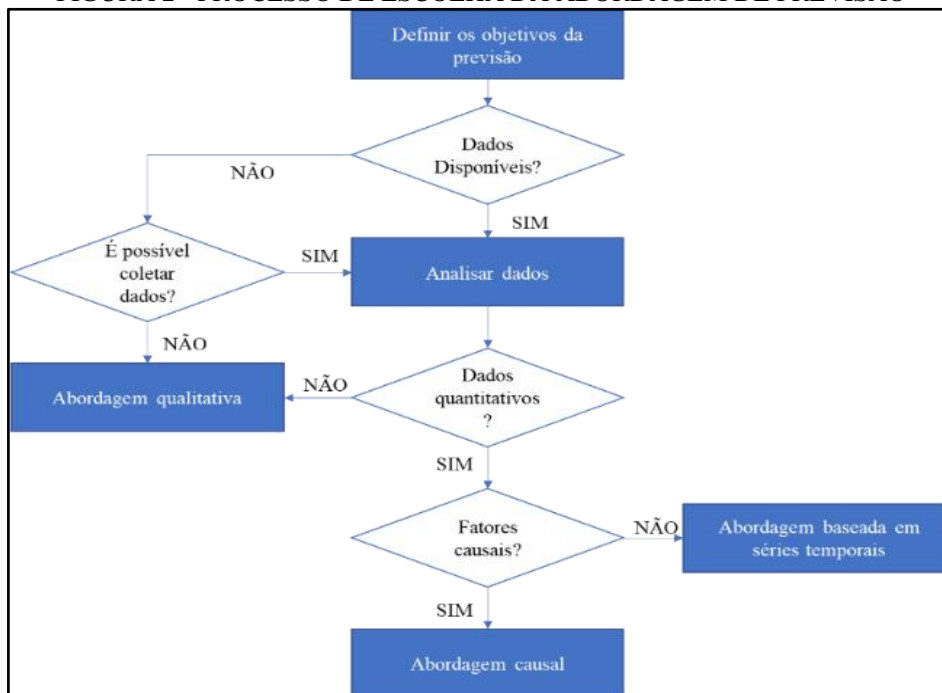 Definir os objetivos da
previsão
Dados
Disponíveis?
NÃO
SIM
É possível
coletar
dados?
SIM
Analisar dados
NÃO
Abordagem qualitativa
NÃO
Dados
quantitativos
?
SIM
Fatores
causais?
NÃO
Abordagem baseada em
séries temporais
SIM
Abordagem causal